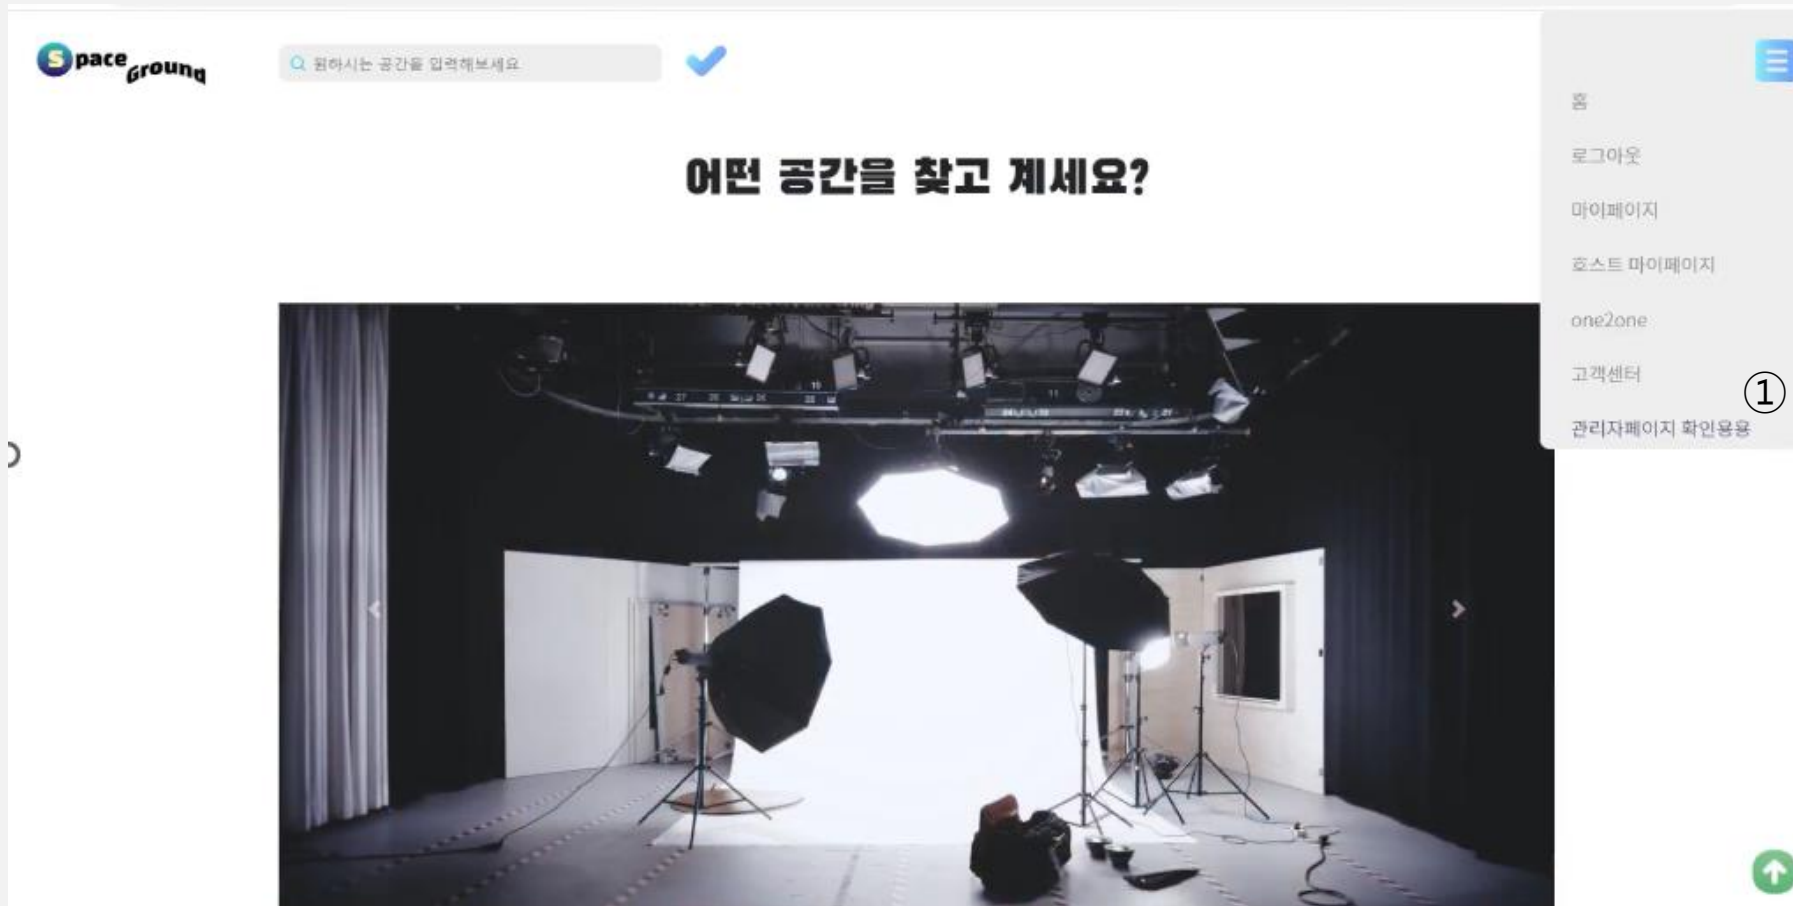 Space Ground
원하시는 공간을 입력해보세요
홈
로그아웃
마이페이지
호스트 마이페이지
one2one
고객센터
①
관리자페이지 확인용용
어떤 공간을 찾고 계세요?